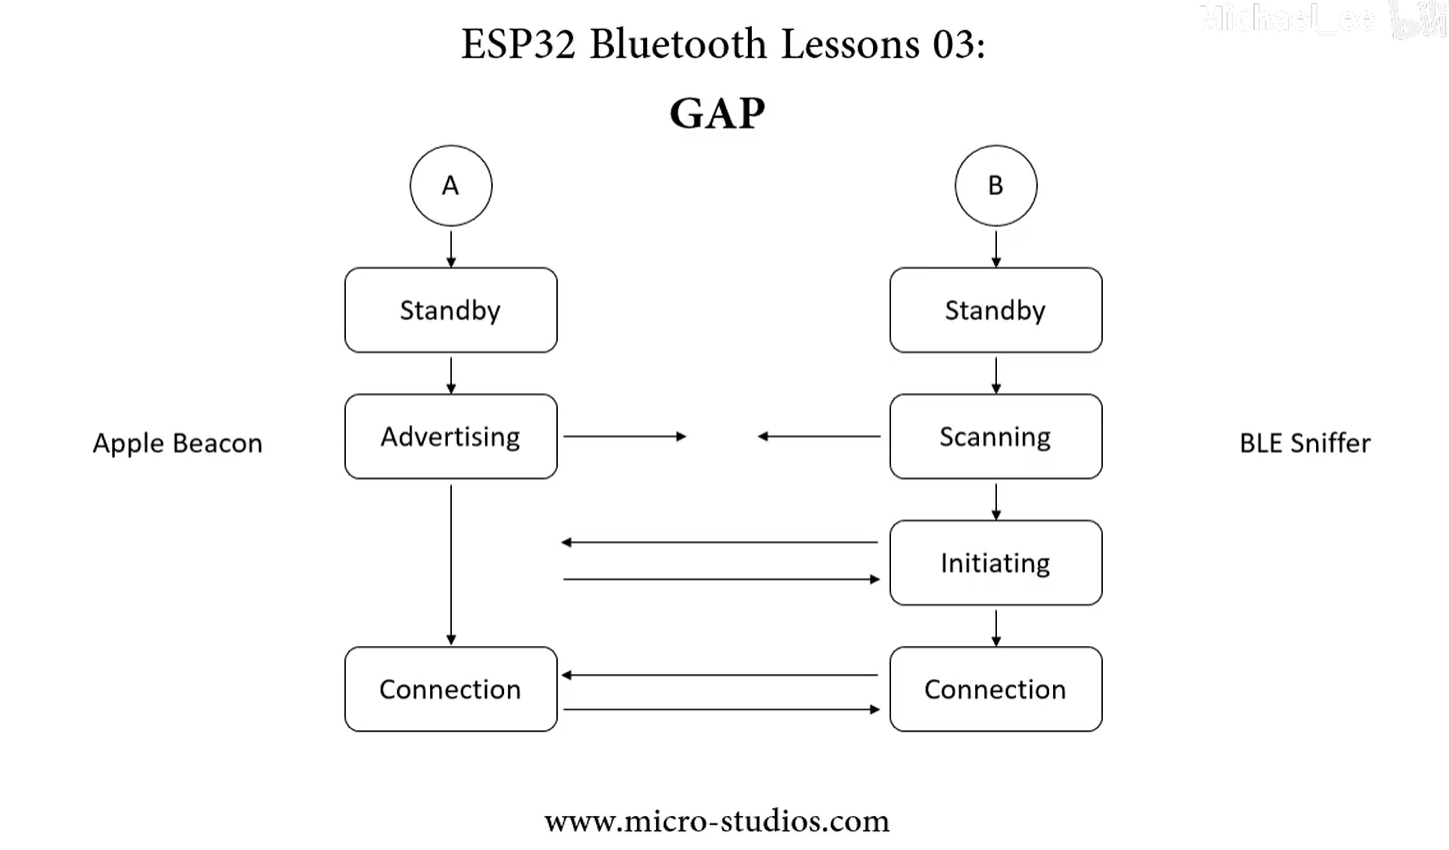 Michael_ee bilibili
ESP32 Bluetooth Lessons 03:
GAP
A
B
Standby
Standby
Apple Beacon
Advertising
Scanning
BLE Sniffer
Initiating
Connection
Connection
www.micro-studios.com